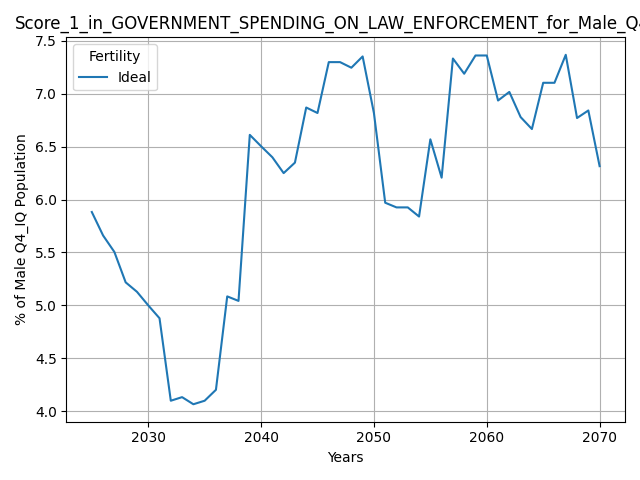 Score_1_in_GOVERNMENT_SPENDING_ON_LAW_ENFORCEMENT_for_Male_Q4
Fertility
Ideal
% of Male Q4_IQ Population
7.5
7.0
6.5
6.0
5.5
5.0
4.5
4.0
2030 2040 2050 2060 2070
Years